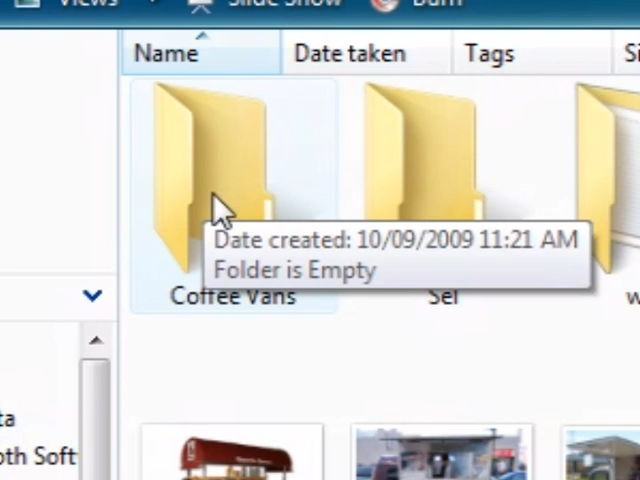 Views
Slide Show
Burn
Name
Date taken
Tags
Si
Date created: 10/09/2009 11:21 AM
Folder is Empty
Coffee Vans
Sel
w
ta
oth Soft